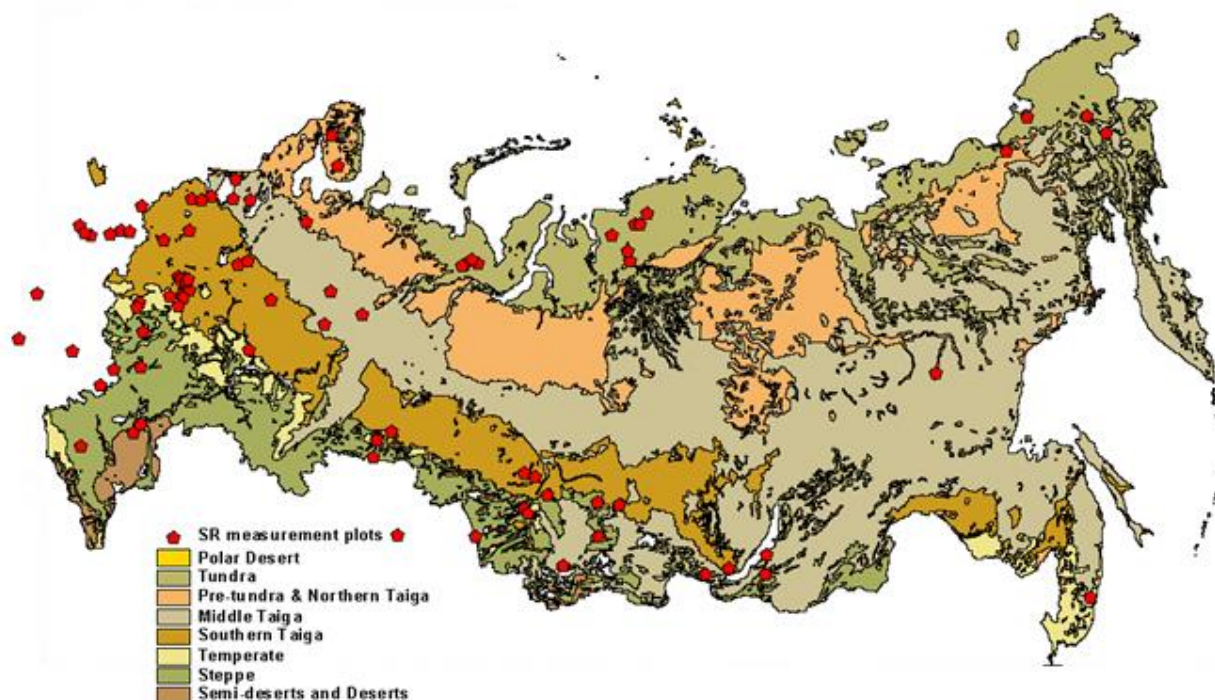 SR measurement plots
Polar Desert
Tundra
Pre-tundra & Northern Taiga
Middle Taiga
Southern Taiga
Temperate
Steppe
Semi-deserts and Deserts